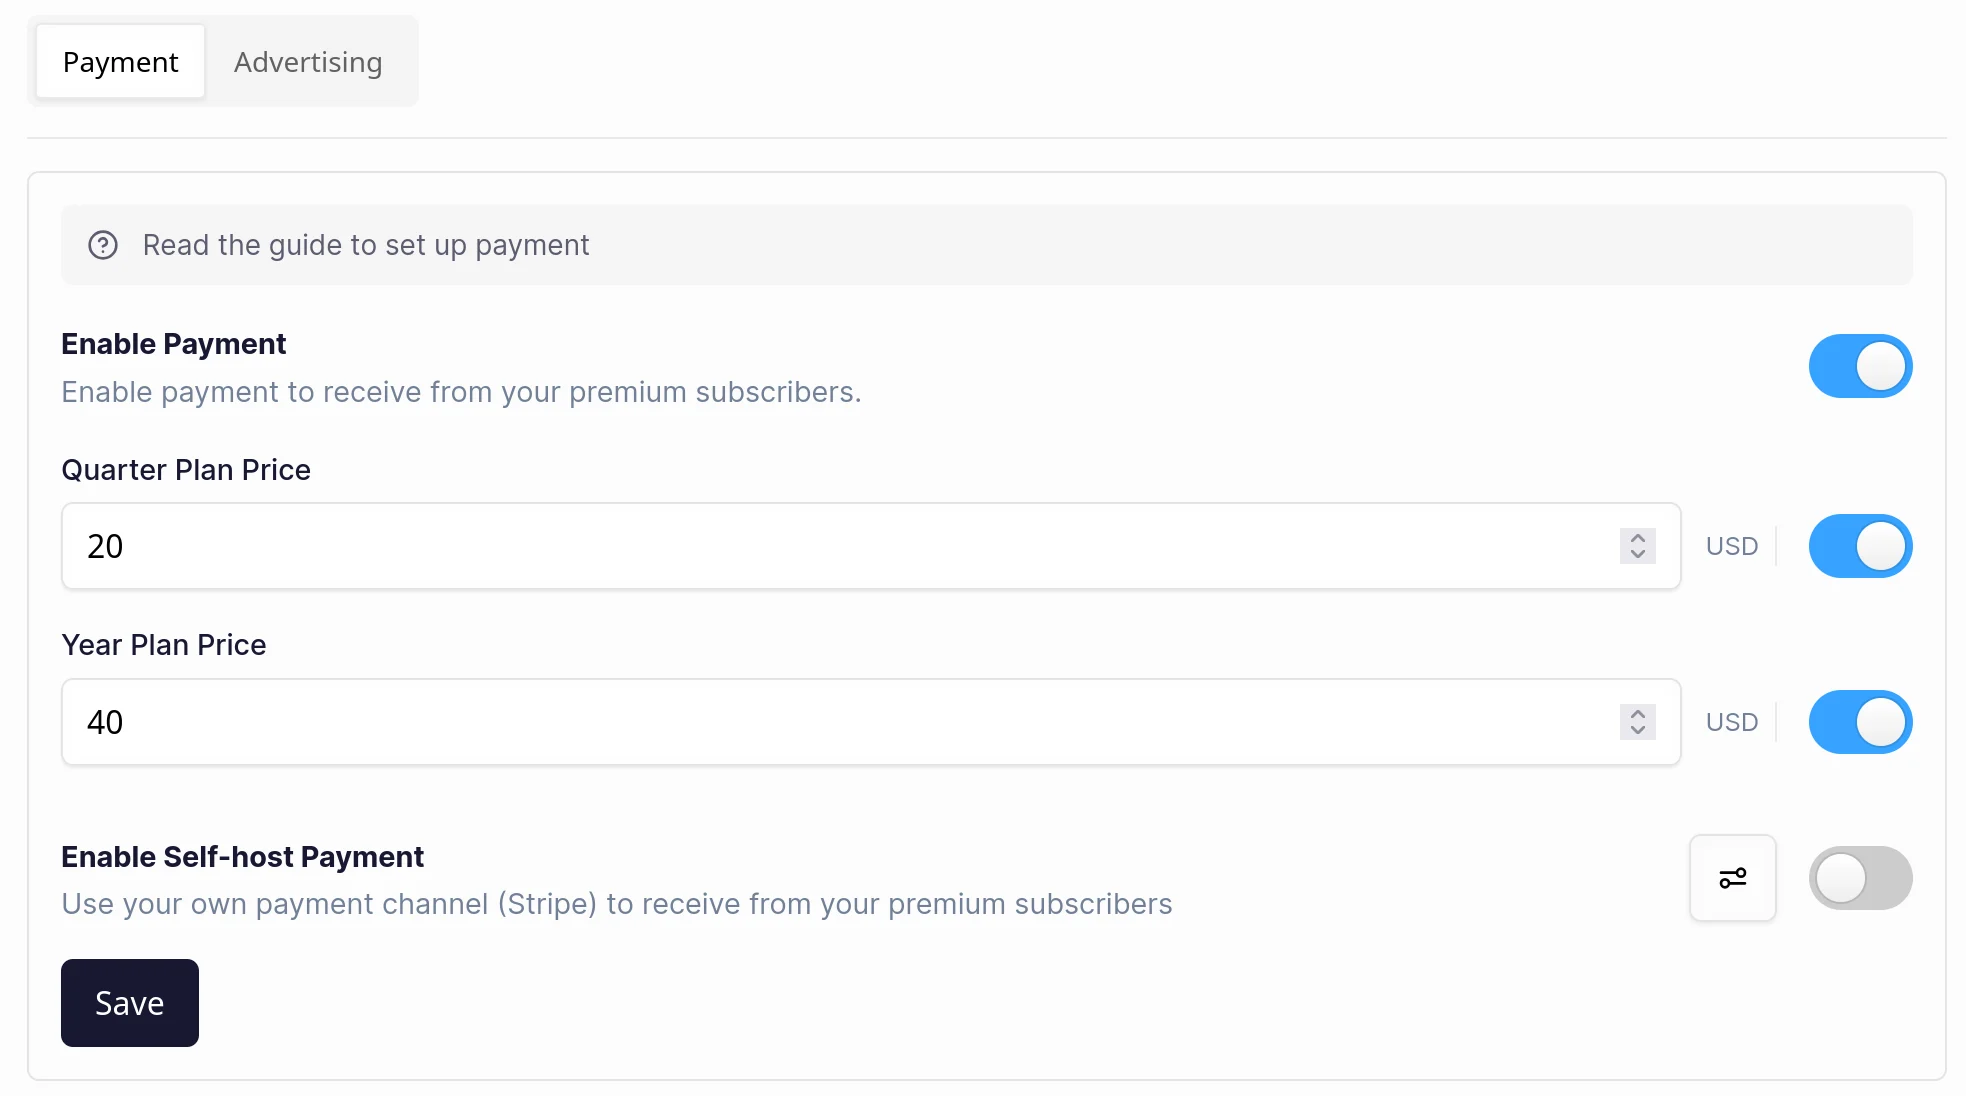 Payment
Advertising
Read the guide to set up payment
Enable Payment
Enable payment to receive from your premium subscribers.
Quarter Plan Price
20
USD
Year Plan Price
40
USD
Enable Self-host Payment
Use your own payment channel (Stripe) to receive from your premium subscribers
Save